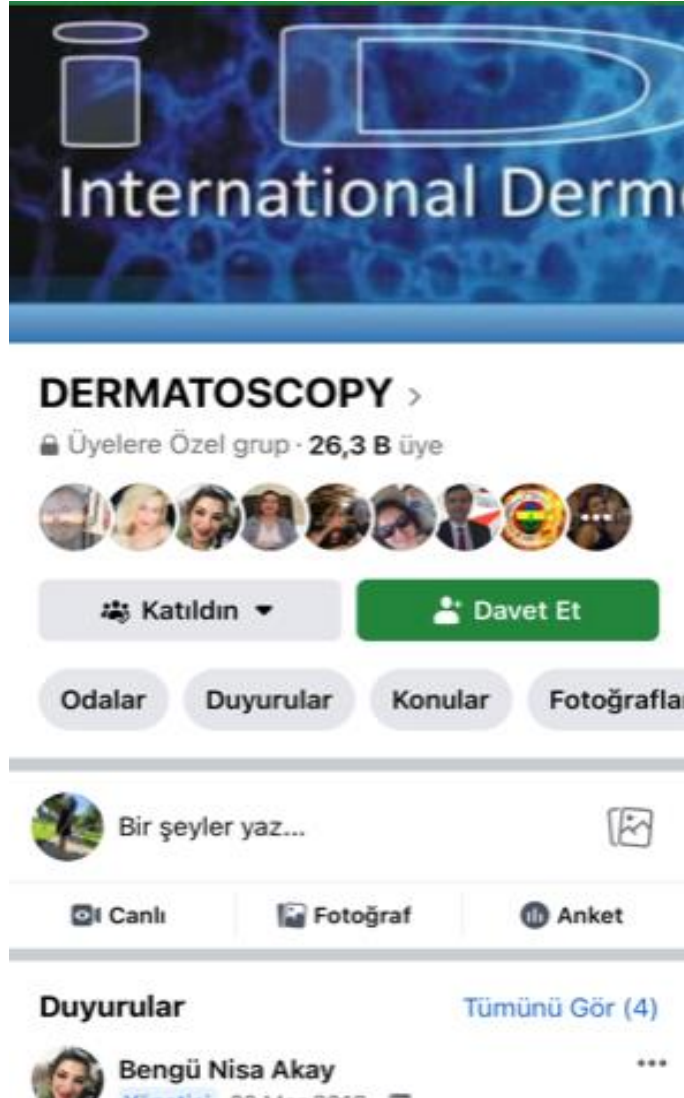 iD
International Derm
DERMATOSCOPY >
Üyelere Özel grup · 26,3 B üye
Katıldın
Davet Et
Odalar
Duyurular
Konular
Fotoğrafla
Bir şeyler yaz...
Canlı
Fotoğraf
Anket
Duyurular
Tümünü Gör (4)
Bengü Nisa Akay